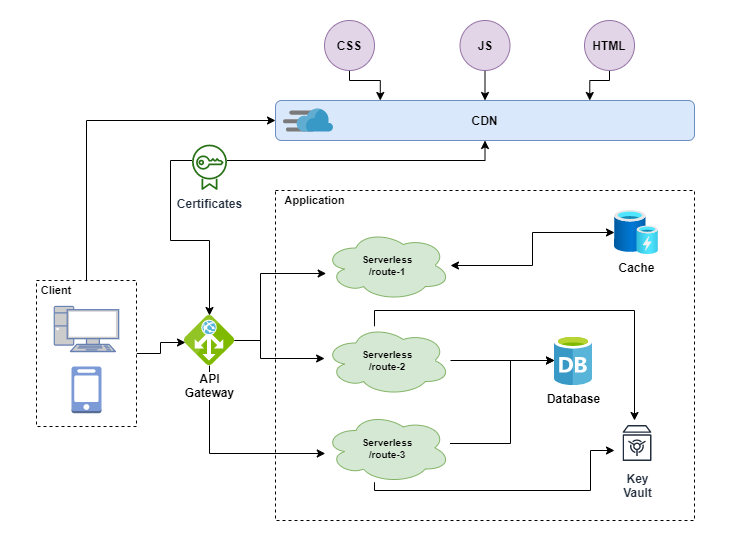 CSS
JS
HTML
CDN
Certificates
Application
Serverless
/route-1
Cache
Client
API
Gateway
Serverless
/route-2
DB
Database
Serverless
/route-3
Key
Vault